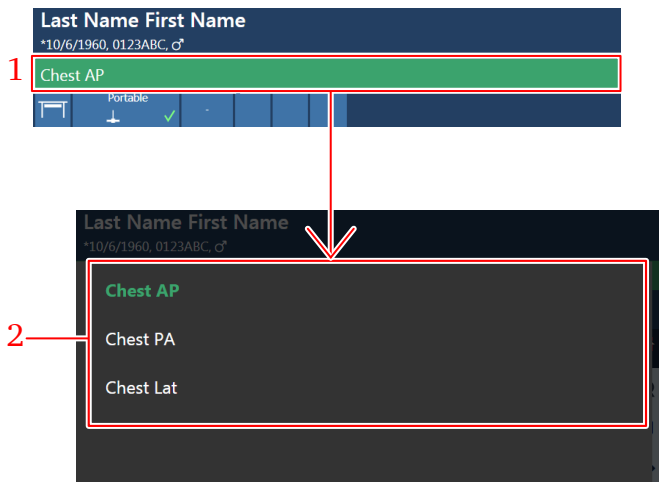 Last Name First Name
*10/6/1960, 0123ABC, ♂
1
Chest AP
Portable
-
Last Name First Name
*10/6/1960, 0123ABC, ♂
Chest AP
2
Chest PA
Chest Lat